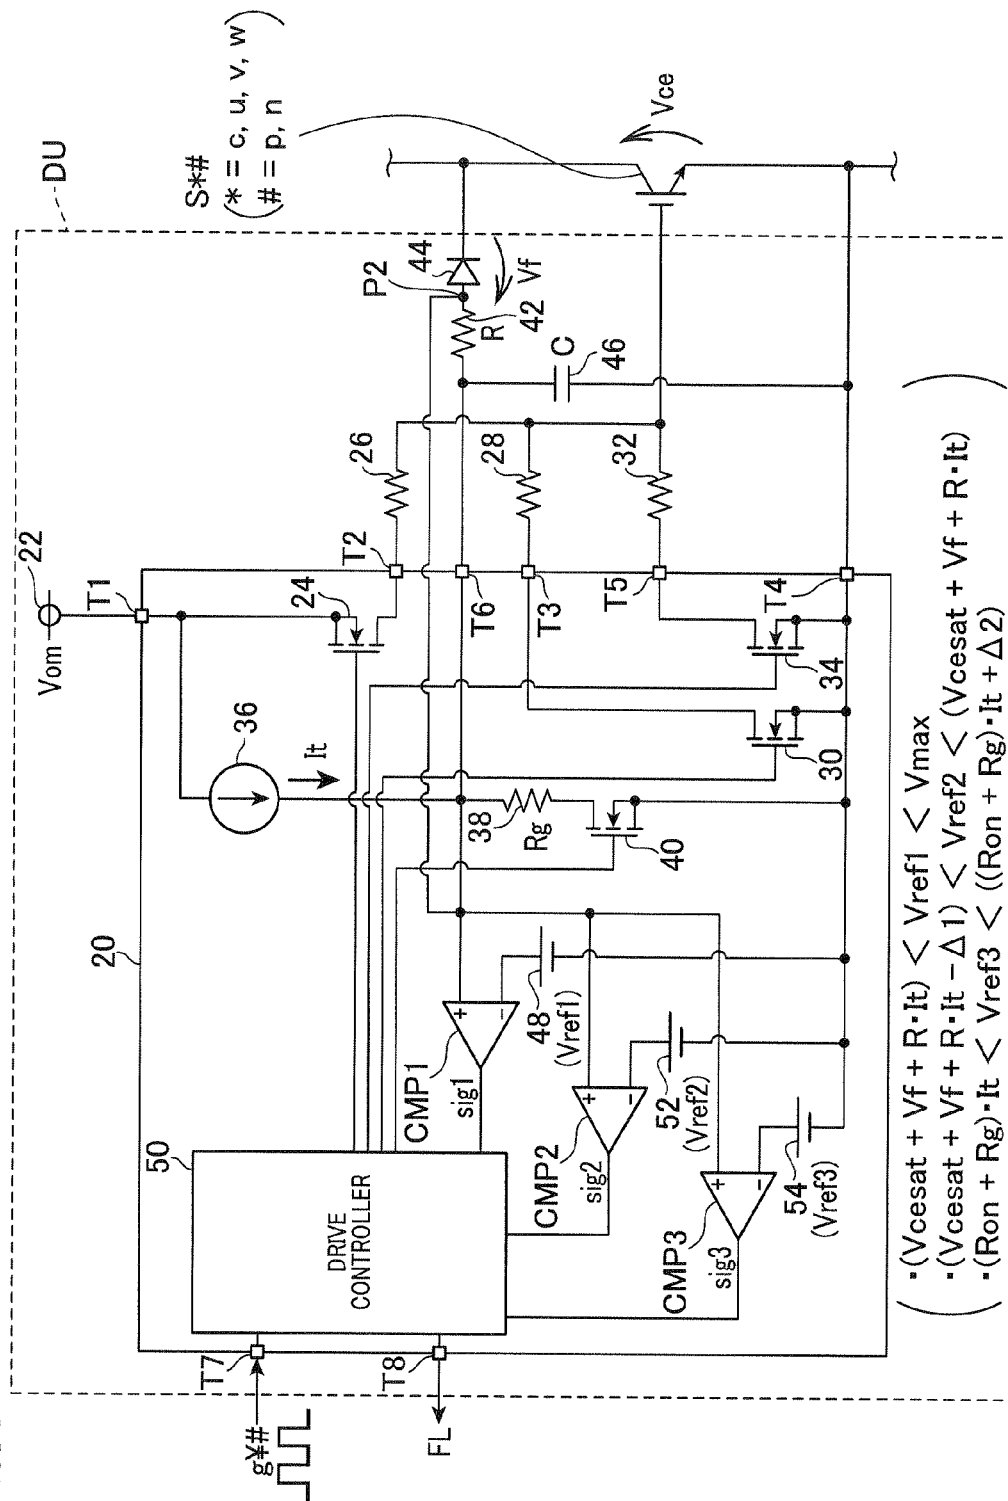 DU
S*#
( * = c, u, v, w )
( # = p, n )
22
Vom
T1
20
36
It
24
T2
26
P2
44
Vf
R
42
C
46
Vce
T6
28
T3
32
T5
T4
34
30
38
Rg
40
50
DRIVE
CONTROLLER
T7
g¥#
T8
FL
CMP1
sig1
48
(Vref1)
CMP2
sig2
52
(Vref2)
CMP3
sig3
54
(Vref3)
+
−
+
−
+
−
・(Vcesat + Vf + R・It) < Vref1 < Vmax
・(Vcesat + Vf + R・It − Δ1) < Vref2 < (Vcesat + Vf + R・It)
・(Ron + Rg)・It < Vref3 < ((Ron + Rg)・It + Δ2)